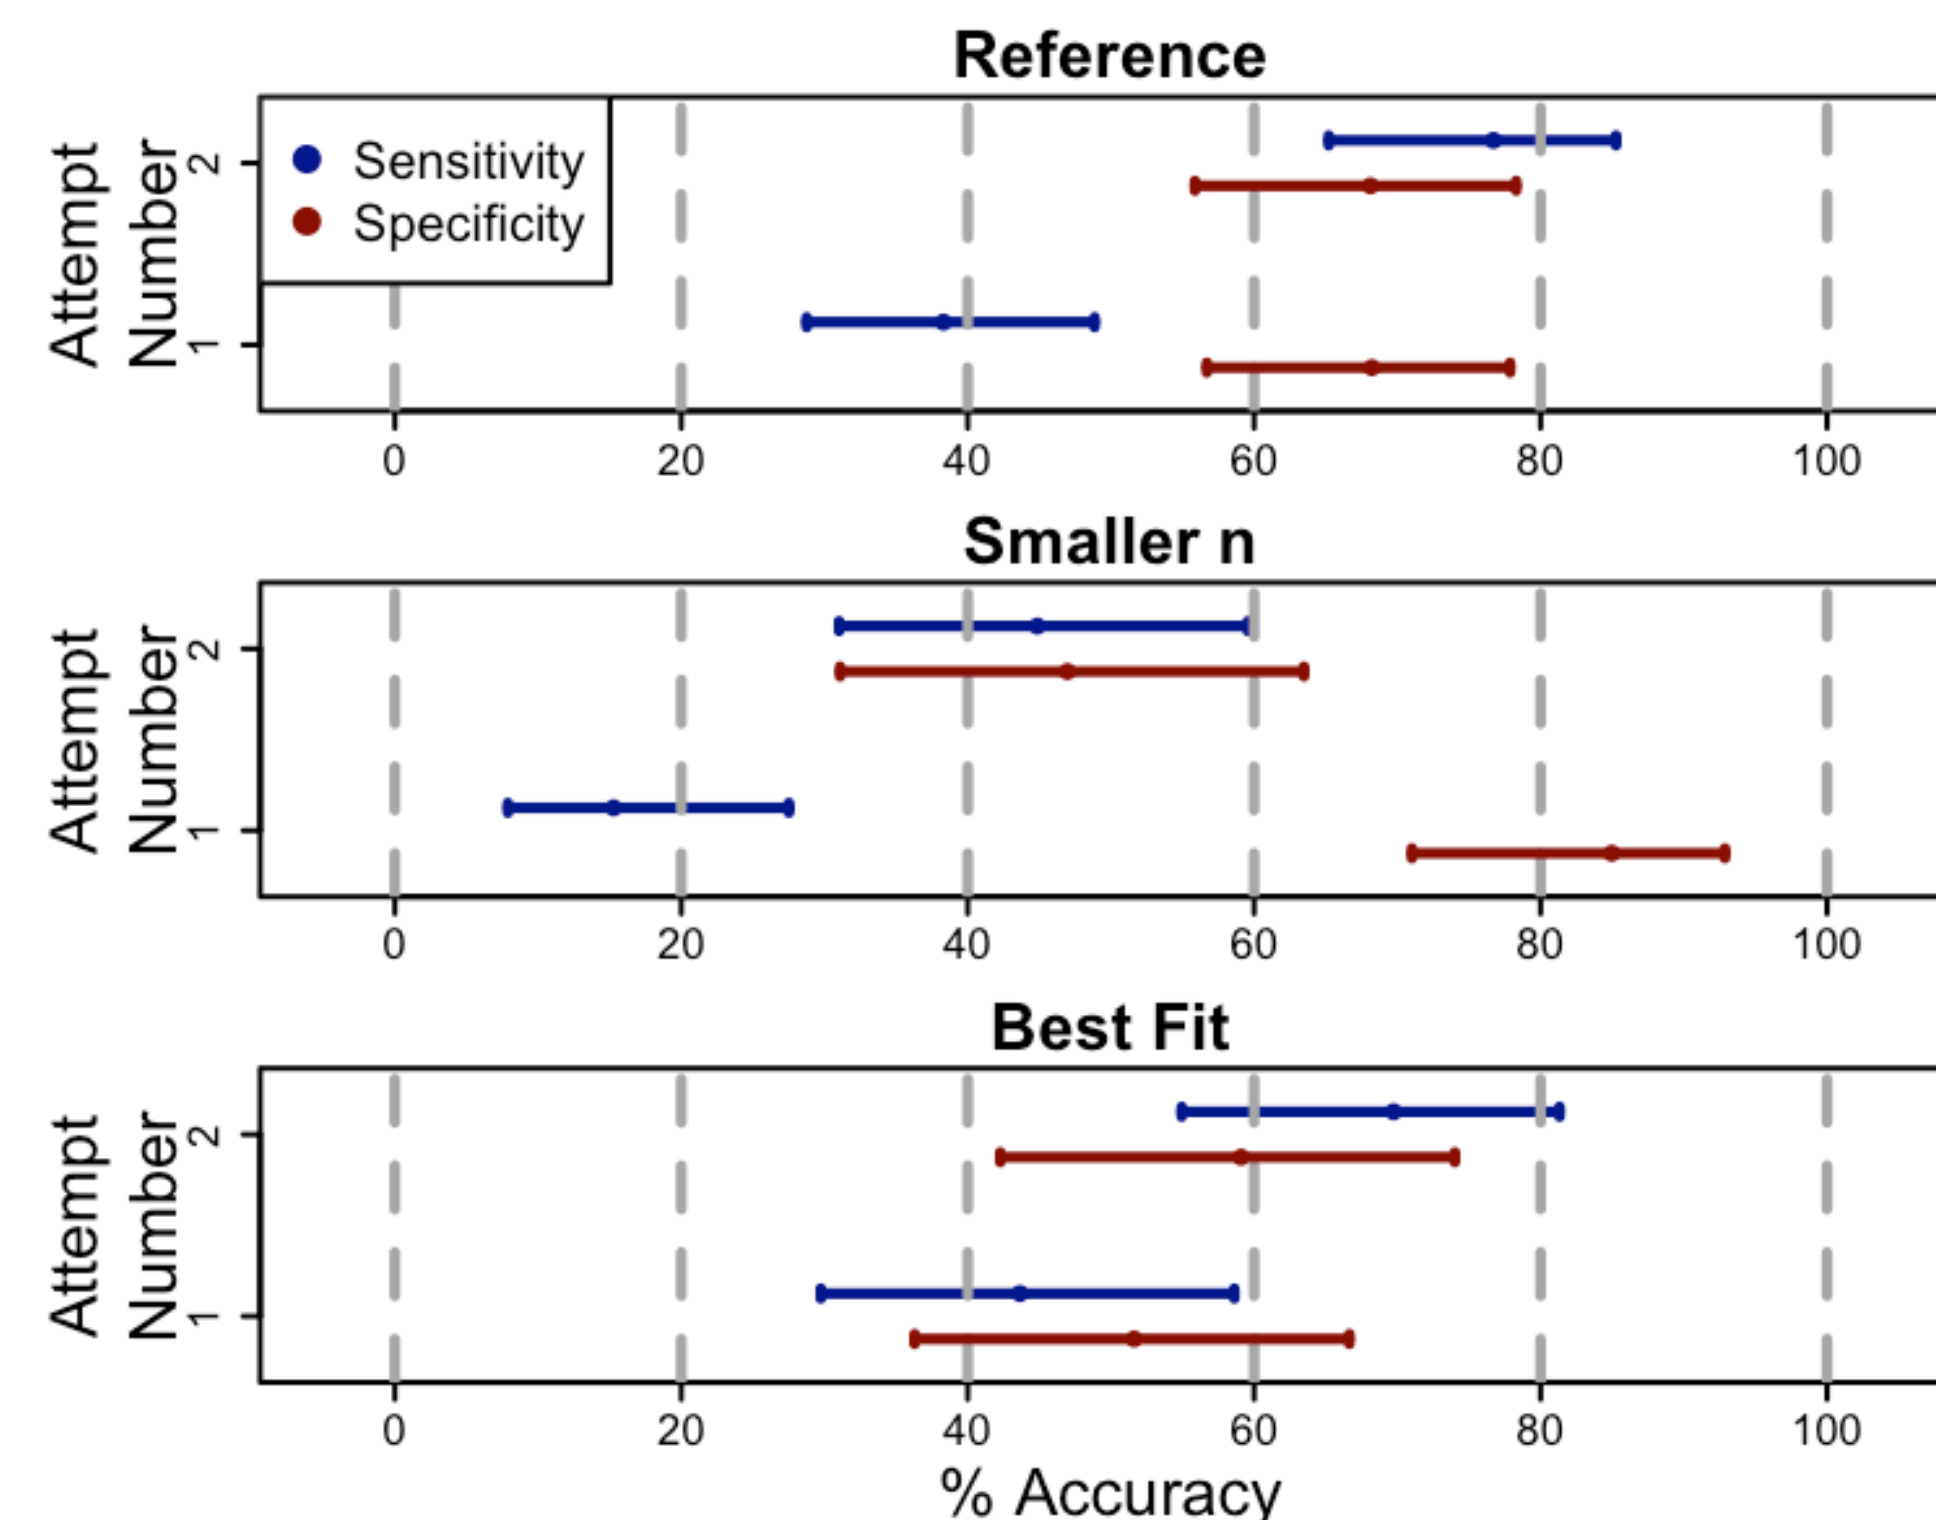 Reference
Attempt
Number
2
1
Sensitivity
Specificity
0 20 40 60 80 100
Smaller n
Attempt
Number
2
1
0 20 40 60 80 100
Best Fit
Attempt
Number
2
1
0 20 40 60 80 100
% Accuracy